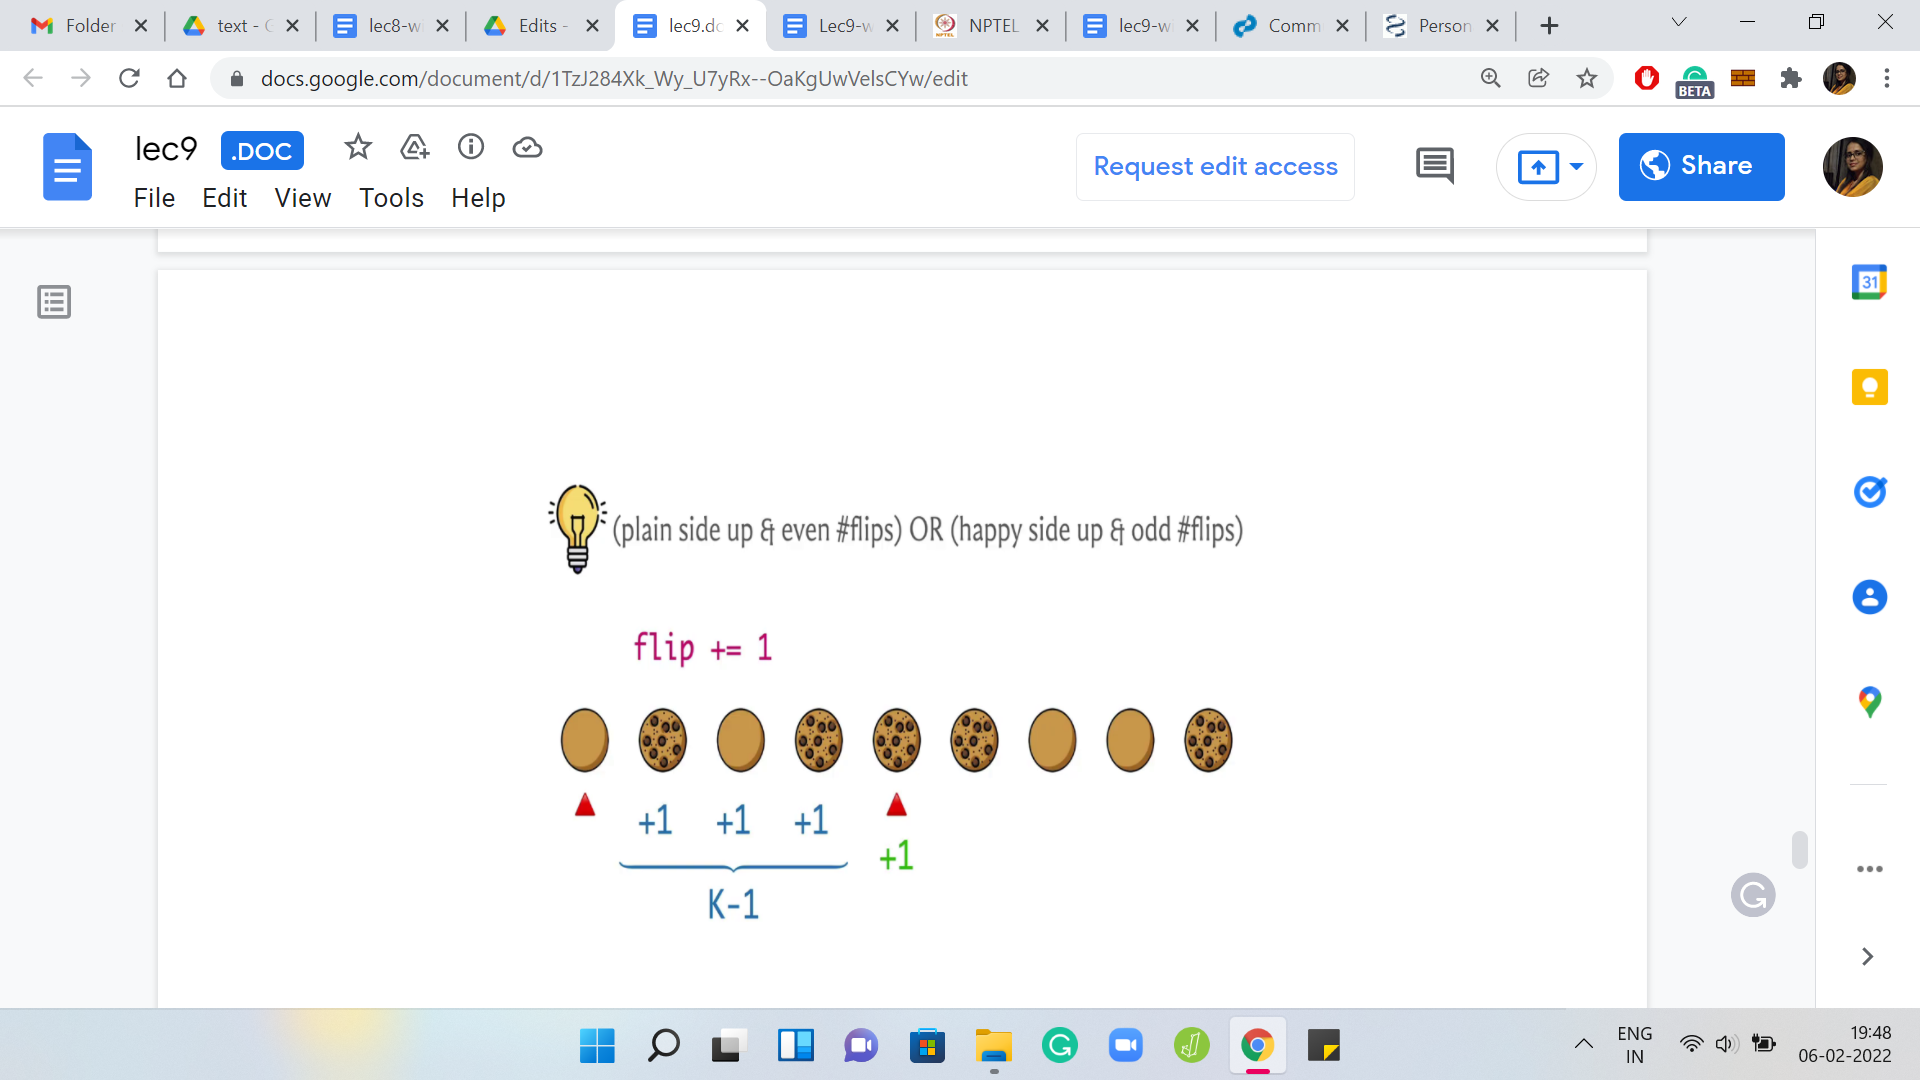 Folder
text - G
lec8-w
Edits -
lec9.dc
Lec9-w
NPTEL
lec9-w
Comm
Person
docs.google.com/document/d/1TzJ284Xk_Wy_U7yRx--OaKgUwVelsCYw/edit
BETA
lec9
.DOC
File Edit View Tools Help
Request edit access
Share
31
(plain side up & even #flips) OR (happy side up & odd #flips)
flip += 1
+1 +1 +1
+1
K-1
ENG
IN
19:48
06-02-2022